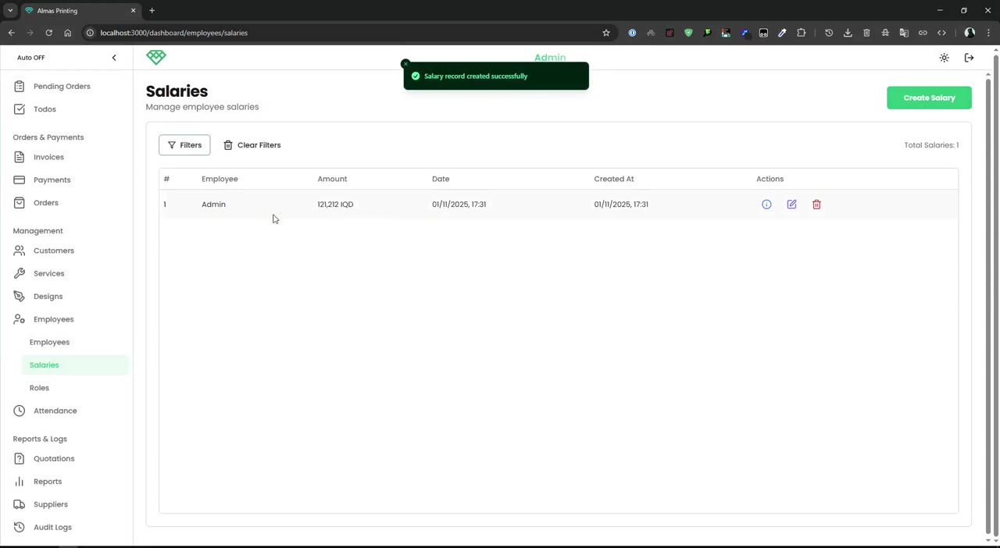 Almas Printing
localhost:3000/dashboard/employees/salaries
Auto OFF
Admin
Salary record created successfully
Pending Orders
Todos
Orders & Payments
Invoices
Payments
Orders
Management
Customers
Services
Designs
Employees
Employees
Salaries
Roles
Attendance
Reports & Logs
Quotations
Reports
Suppliers
Audit Logs
Salaries
Manage employee salaries
Create Salary
Filters
Clear Filters
Total Salaries: 1
# Employee Amount Date Created At Actions
1 Admin 121,212 IQD 01/11/2025, 17:31 01/11/2025, 17:31